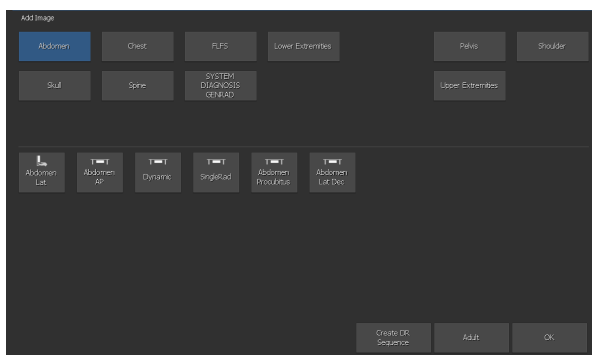 Add Image
Abdomen
Chest
FLFS
Lower Extremities
Pelvis
Shoulder
Skull
Spine
SYSTEM
DIAGNOSIS
GENRAD
Upper Extremities
Abdomen
Lat
Abdomen
AP
Dynamic
SingleRad
Abdomen
Procubitus
Abdomen
Lat Dec
Create DR
Sequence
Adult
OK